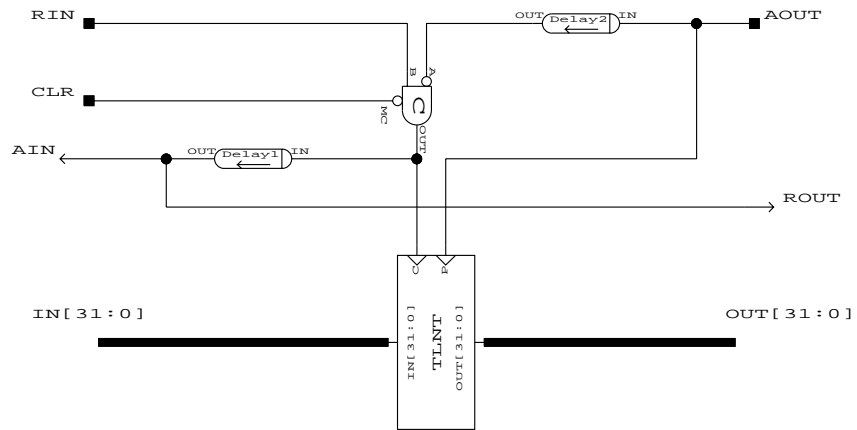 RIN
OUT Delay2 IN
AOUT
B
A
CLR
C
MC
OUT
AIN
OUT Delay1 IN
ROUT
C
P
IN[31:0]
IN[31:0]
TLNT
OUT[31:0]
OUT[31:0]